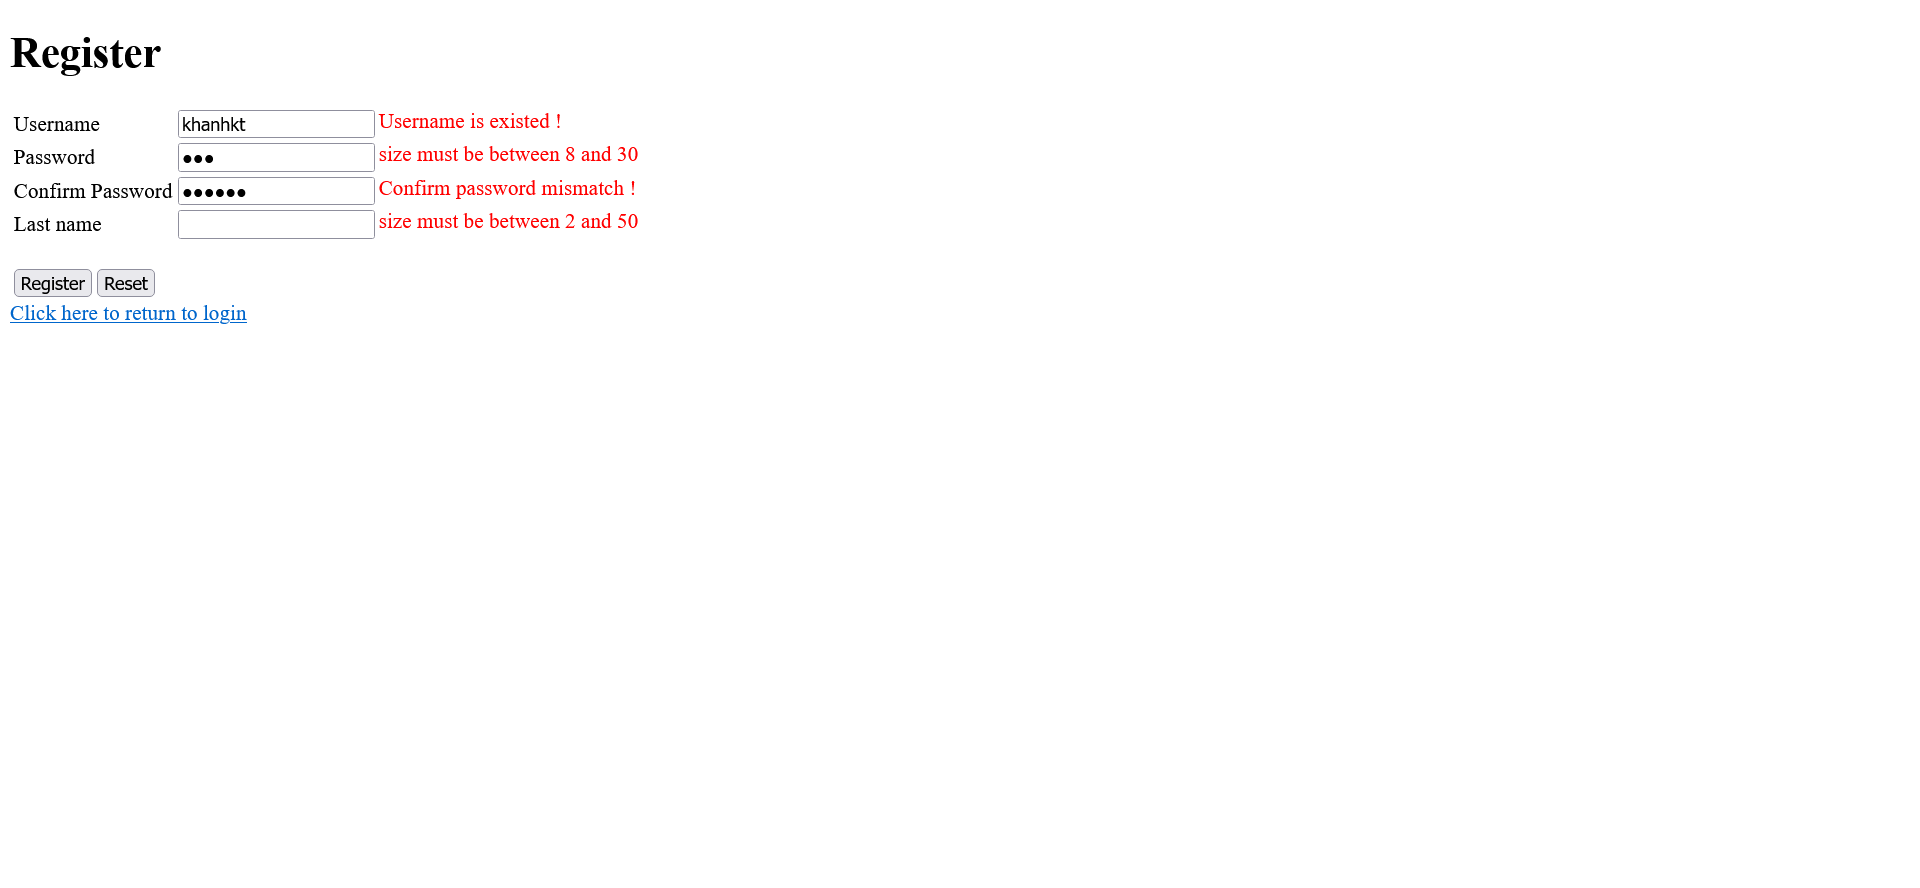 Register
Username khanhkt Username is existed !
Password ●●● size must be between 8 and 30
Confirm Password ●●●●●● Confirm password mismatch !
Last name size must be between 2 and 50
Register Reset
Click here to return to login